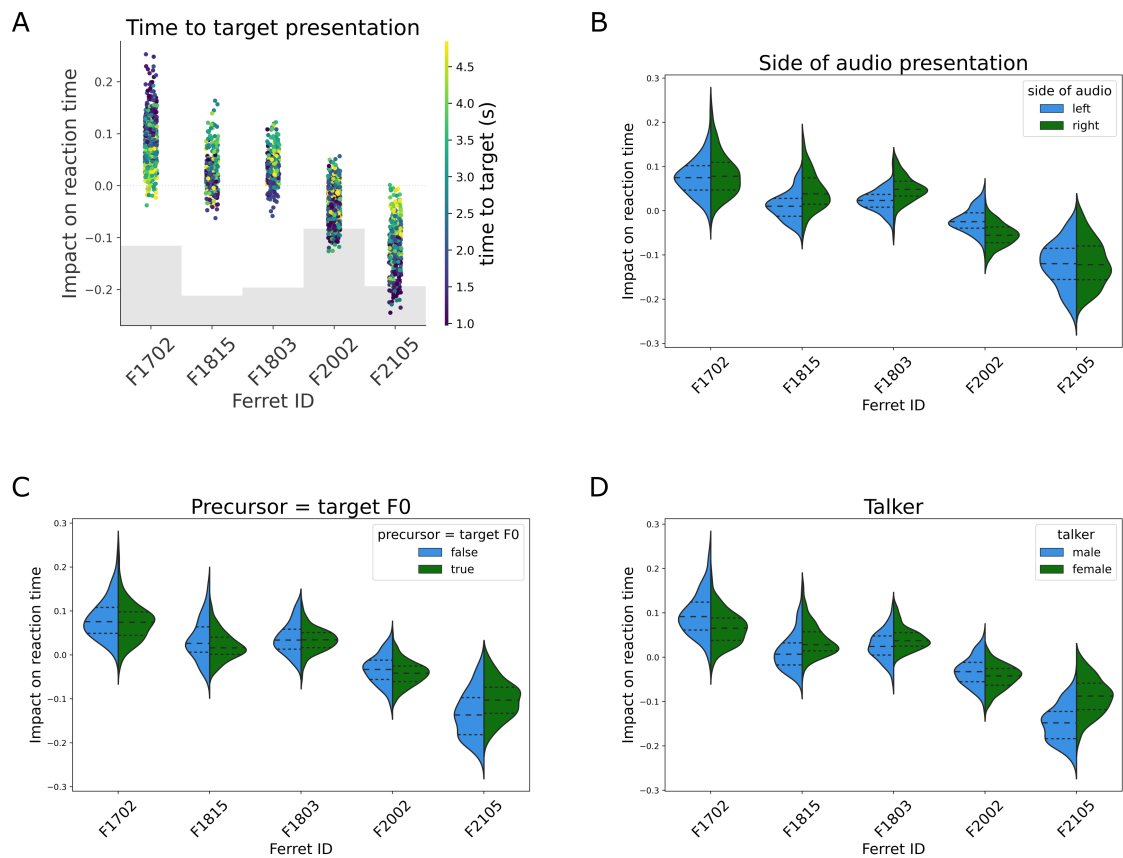 A
Time to target presentation
Impact on reaction time
0.2
0.1
0.0
−0.1
−0.2
F1702
F1815
F1803
F2002
F2105
Ferret ID
4.5
4.0
3.5
3.0
2.5
2.0
1.5
1.0
time to target (s)
B
Side of audio presentation
Impact on reaction time
0.3
0.2
0.1
0.0
−0.1
−0.2
−0.3
side of audio
left
right
F1702
F1815
F1803
F2002
F2105
Ferret ID
C
Precursor = target F0
Impact on reaction time
0.3
0.2
0.1
0.0
−0.1
−0.2
−0.3
precursor = target F0
false
true
F1702
F1815
F1803
F2002
F2105
Ferret ID
D
Talker
Impact on reaction time
0.3
0.2
0.1
0.0
−0.1
−0.2
−0.3
talker
male
female
F1702
F1815
F1803
F2002
F2105
Ferret ID